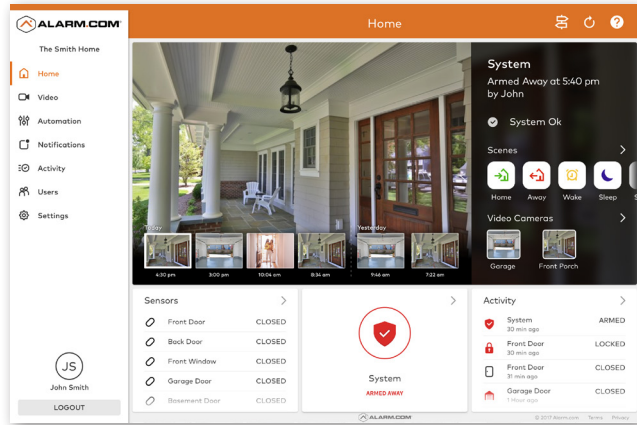 ALARM.COM
Home
The Smith Home
Home
Video
Automation
Notifications
Activity
Users
Settings
JS
John Smith
LOGOUT
System
Armed Away at 5:40 pm
by John
System Ok
Scenes
Home Away Wake Sleep
Video Cameras
Garage Front Porch
Today Yesterday
4:30 pm 3:00 pm 10:04 am 8:34 am 9:46 am 7:22 am
Sensors
Front Door CLOSED
Back Door CLOSED
Front Window CLOSED
Garage Door CLOSED
Basement Door CLOSED
System
ARMED AWAY
Activity
System ARMED
30 min ago
Front Door LOCKED
30 min ago
Front Door CLOSED
31 min ago
Garage Door CLOSED
1 Hour ago
ALARM.COM
© 2017 Alarm.com Terms Privacy